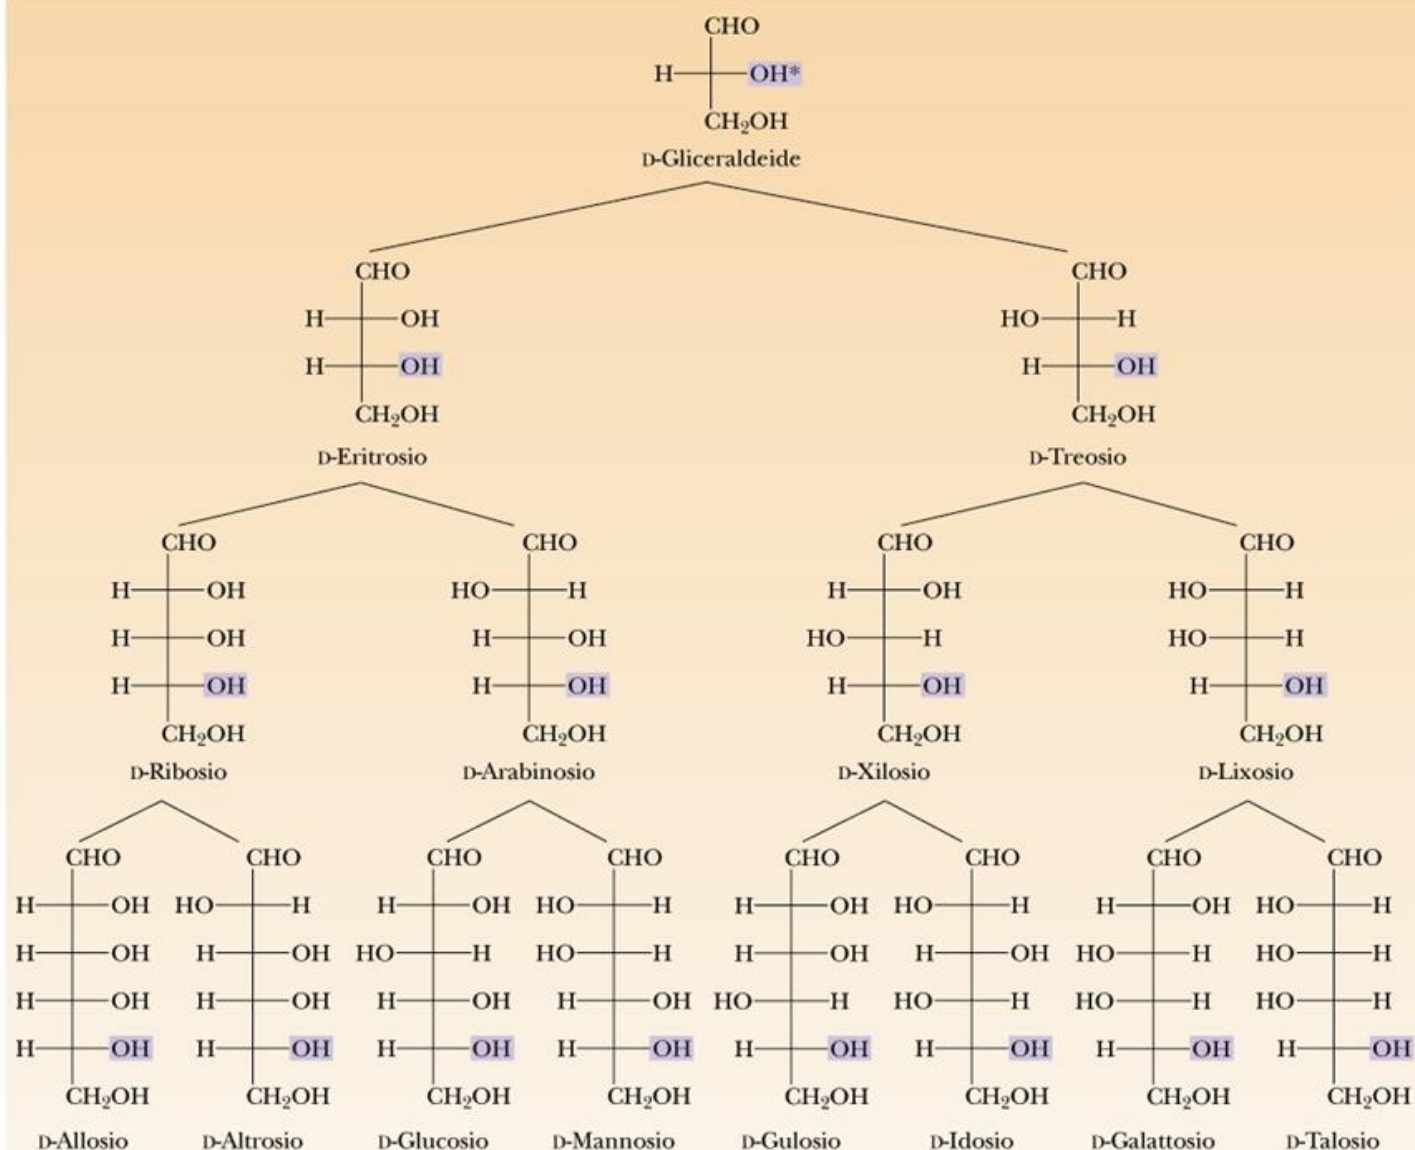 CHO
H OH*
CH₂OH
D-Gliceraldeide
CHO CHO
H OH HO H
H OH H OH
CH₂OH CH₂OH
D-Eritrosio D-Treosio
CHO CHO CHO CHO
H OH HO H H OH HO H
H OH H OH HO H HO H
H OH H OH H OH H OH
CH₂OH CH₂OH CH₂OH CH₂OH
D-Ribosio D-Arabinosio D-Xilosio D-Lixosio
CHO CHO CHO CHO CHO CHO CHO CHO
H OH HO H H OH HO H H OH HO H H OH HO H
H OH H OH HO H HO H H OH H OH HO H HO H
H OH H OH H OH H OH HO H HO H HO H HO H
H OH H OH H OH H OH H OH H OH H OH H OH
CH₂OH CH₂OH CH₂OH CH₂OH CH₂OH CH₂OH CH₂OH CH₂OH
D-Allosio D-Altrosio D-Glucosio D-Mannosio D-Gulosio D-Idosio D-Galattosio D-Talosio